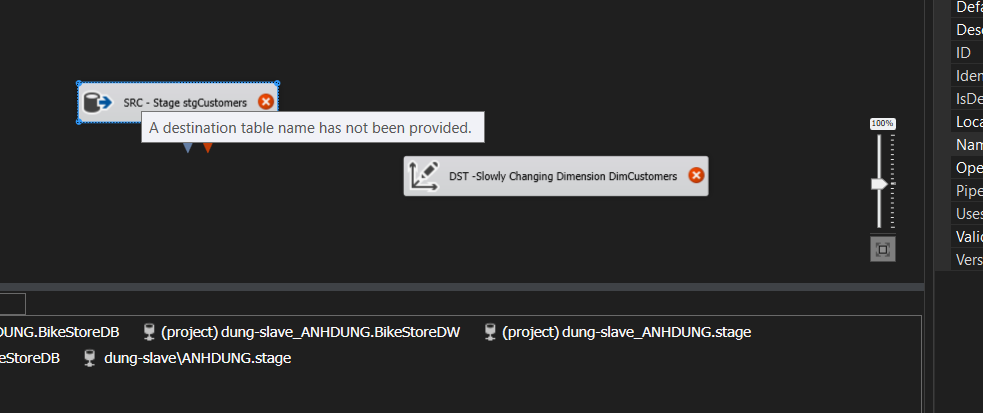 SRC - Stage stgCustomers
A destination table name has not been provided.
DST -Slowly Changing Dimension DimCustomers
100%
DUNG.BikeStoreDB
(project) dung-slave_ANHDUNG.BikeStoreDW
(project) dung-slave_ANHDUNG.stage
eStoreDB
dung-slave\ANHDUNG.stage
Defa
Desc
ID
Iden
IsDe
Loca
Nam
Ope
Pipe
Uses
Valid
Vers